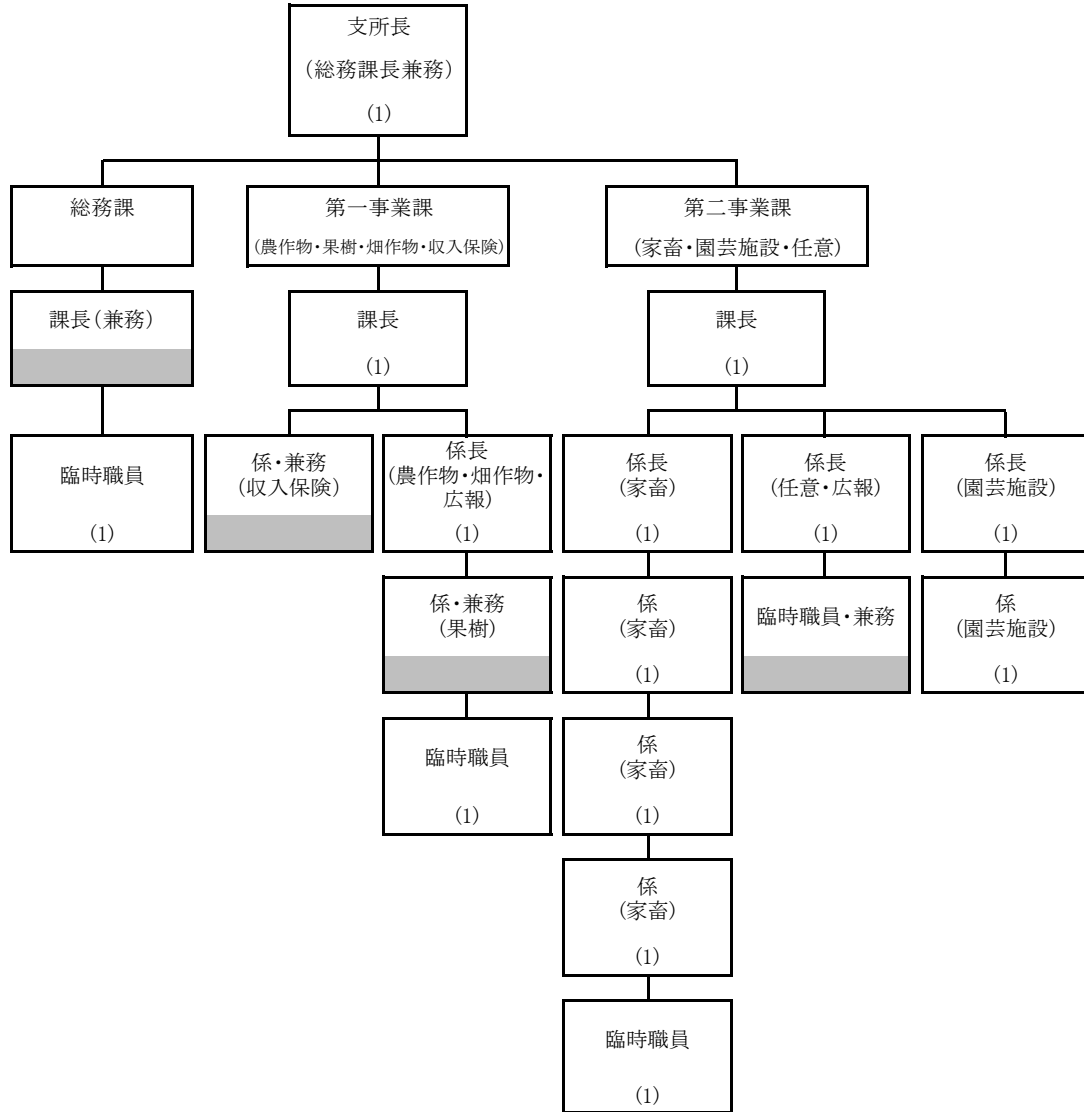 支所長
(総務課長兼務)
(1)
総務課
第一事業課
(農作物・果樹・畑作物・収入保険)
第二事業課
(家畜・園芸施設・任意)
課長(兼務)
課長
(1)
課長
(1)
臨時職員
(1)
係・兼務
(収入保険)
係長
(農作物・畑作物・
広報)
(1)
係長
(家畜)
(1)
係長
(任意・広報)
(1)
係長
(園芸施設)
(1)
係・兼務
(果樹)
係
(家畜)
(1)
臨時職員・兼務
係
(園芸施設)
(1)
臨時職員
(1)
係
(家畜)
(1)
係
(家畜)
(1)
臨時職員
(1)